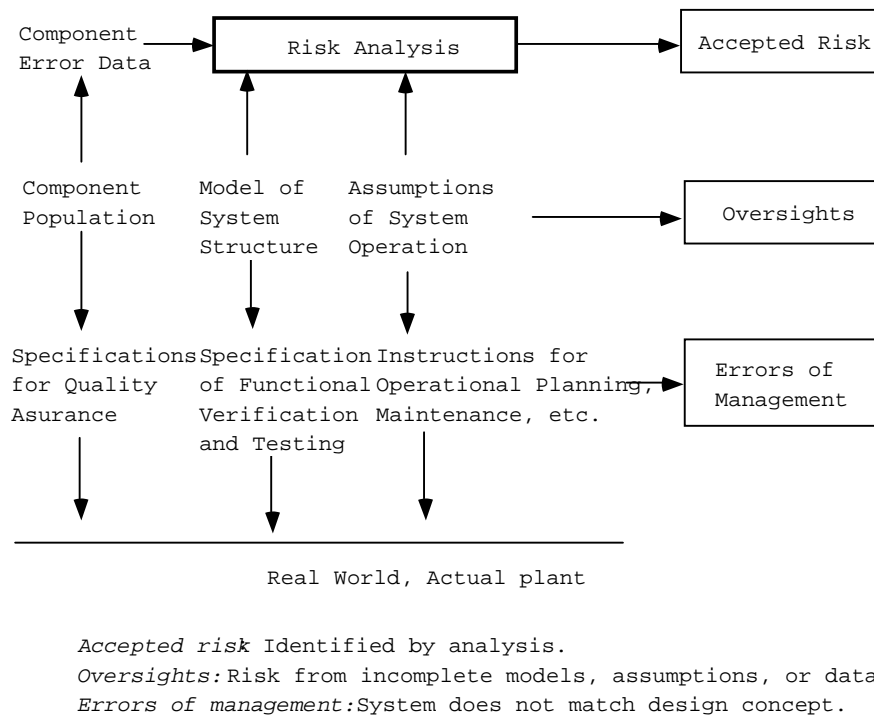 Component
Error Data
Risk Analysis
Accepted Risk
Component
Population
Model of
System
Structure
Assumptions
of System
Operation
Oversights
Specifications
for Quality
Asurance
Specification
of Functional
Verification
and Testing
Instructions for
Operational Planning,
Maintenance, etc.
Errors of
Management
Real World, Actual plant
Accepted risk Identified by analysis.
Oversights: Risk from incomplete models, assumptions, or data
Errors of management: System does not match design concept.